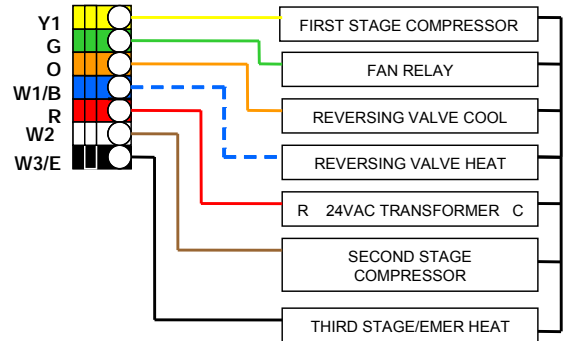 Y1
G
O
W1/B
R
W2
W3/E
FIRST STAGE COMPRESSOR
FAN RELAY
REVERSING VALVE COOL
REVERSING VALVE HEAT
R 24VAC TRANSFORMER C
SECOND STAGE
COMPRESSOR
THIRD STAGE/EMER HEAT